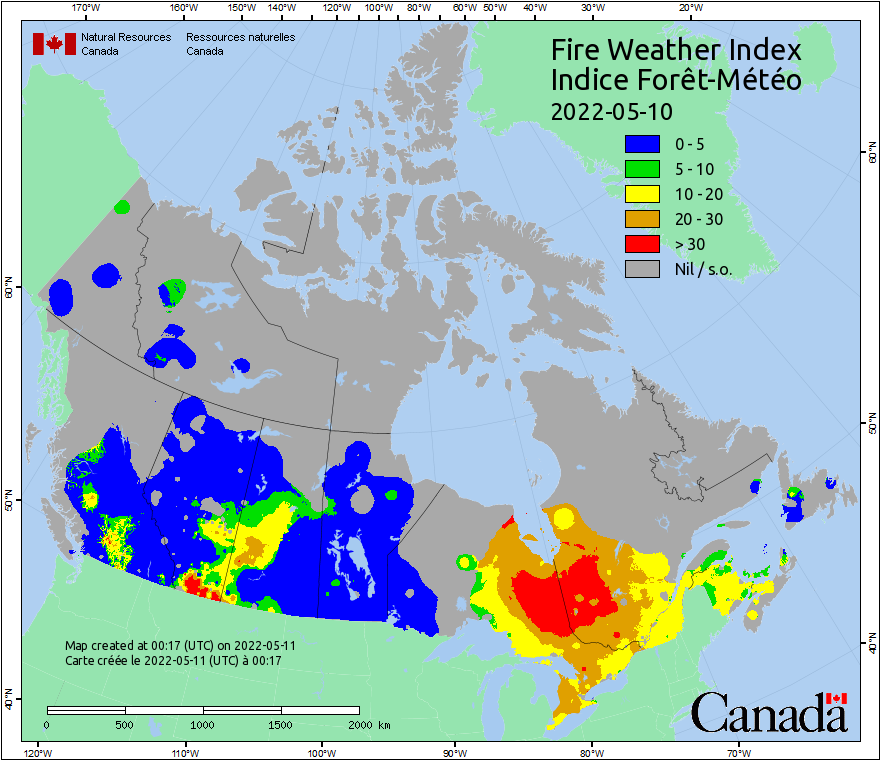 170°W 160°W 150°W 140°W 130°W 120°W 110°W 100°W 90°W 80°W 70°W 60°W 50°W 40°W 30°W 20°W
Natural Resources Canada
Ressources naturelles Canada
Fire Weather Index
Indice Forêt-Météo
2022-05-10
0 - 5
5 - 10
10 - 20
20 - 30
> 30
Nil / s.o.
60°N
60°N
50°N
50°N
40°N
40°N
Map created at 00:17 (UTC) on 2022-05-11
Carte créée le 2022-05-11 (UTC) à 00:17
0 500 1000 1500 2000 km
Canada
120°W 110°W 100°W 90°W 80°W 70°W